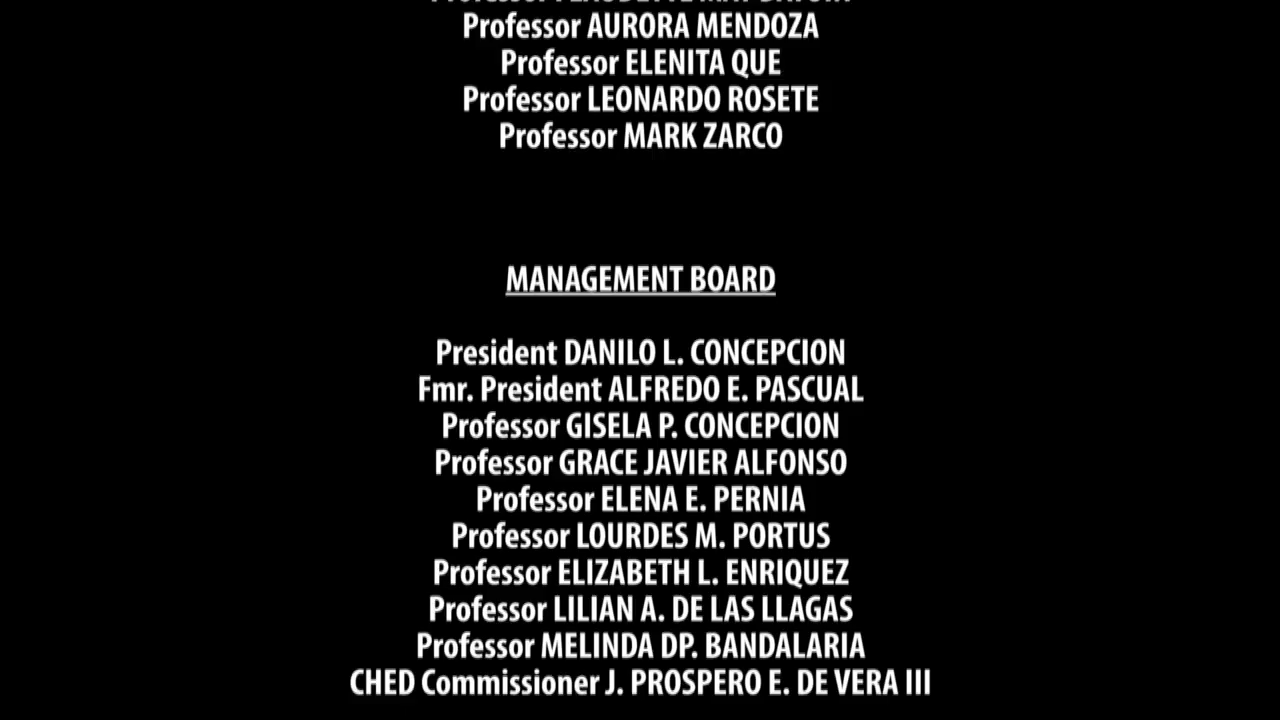 Professor AURORA MENDOZA
Professor ELENITA QUE
Professor LEONARDO ROSETE
Professor MARK ZARCO
MANAGEMENT BOARD
President DANILO L. CONCEPCION
Fmr. President ALFREDO E. PASCUAL
Professor GISELA P. CONCEPCION
Professor GRACE JAVIER ALFONSO
Professor ELENA E. PERNIA
Professor LOURDES M. PORTUS
Professor ELIZABETH L. ENRIQUEZ
Professor LILIAN A. DE LAS LLAGAS
Professor MELINDA DP. BANDALARIA
CHED Commissioner J. PROSPERO E. DE VERA III